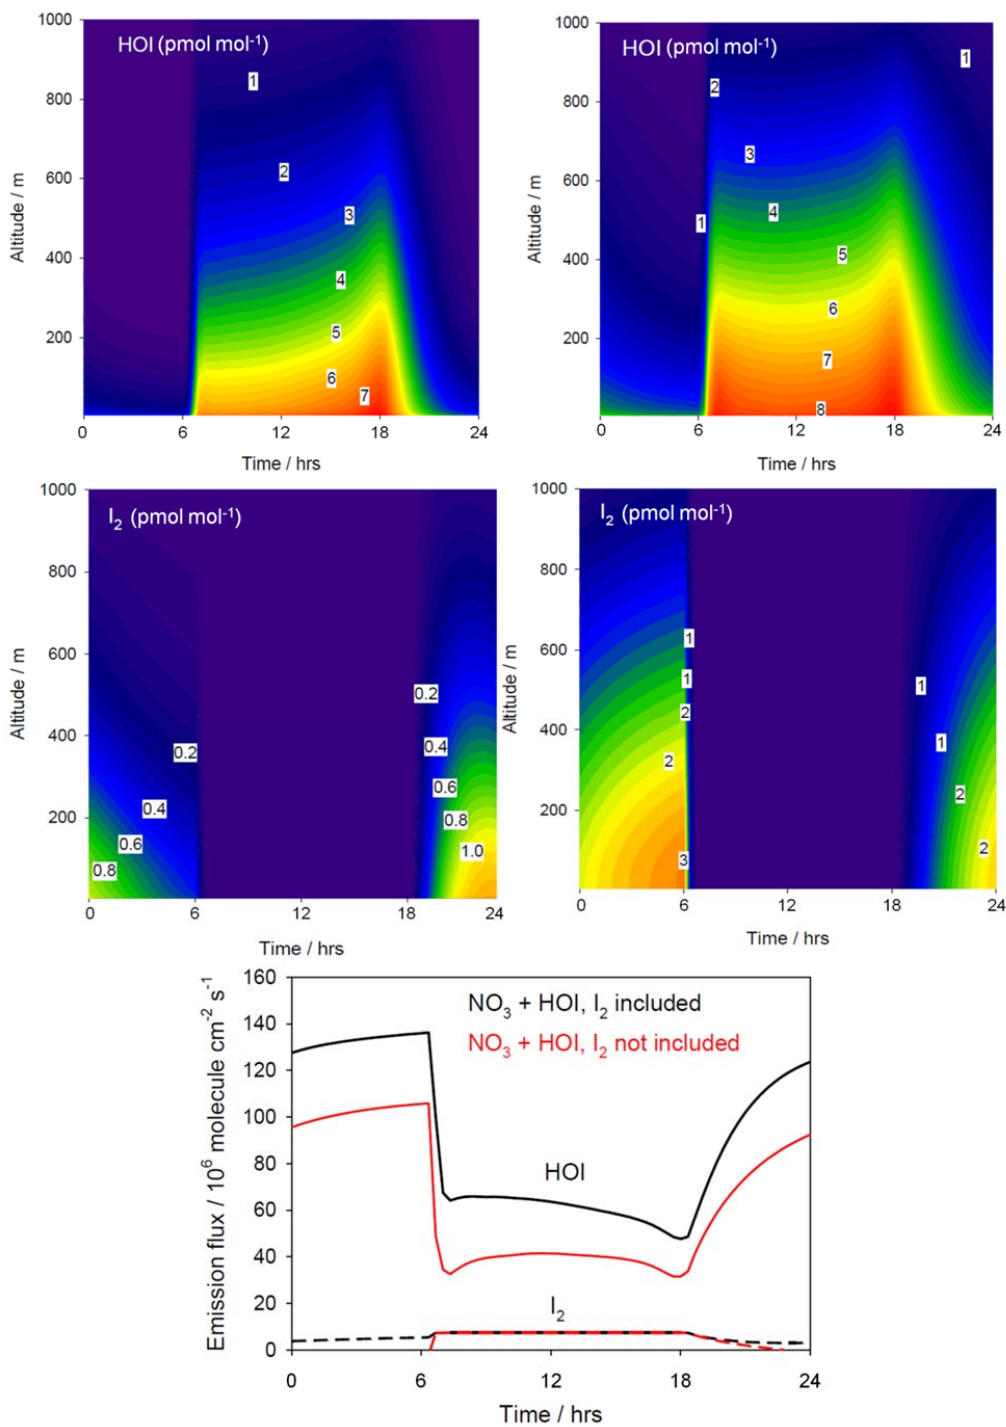 HOI (pmol mol⁻¹)
1000
800
600
400
200
Altitude / m
1
2
3
4
5
6
7
0 6 12 18 24
Time / hrs
HOI (pmol mol⁻¹)
1000
800
600
400
200
Altitude / m
1
2
3
1
4
5
6
7
8
1
0 6 12 18 24
Time / hrs
I₂ (pmol mol⁻¹)
1000
800
600
400
200
Altitude / m
0.2
0.4
0.6
0.8
0.2
0.4
0.6
0.8
1.0
0 6 12 18 24
Time / hrs
I₂ (pmol mol⁻¹)
1000
800
600
400
200
Altitude / m
1
1
2
2
3
1
1
2
2
0 6 12 18 24
Time / hrs
Emission flux / 10⁶ molecule cm⁻² s⁻¹
160
140
120
100
80
60
40
20
0
NO₃ + HOI, I₂ included
NO₃ + HOI, I₂ not included
HOI
I₂
0 6 12 18 24
Time / hrs